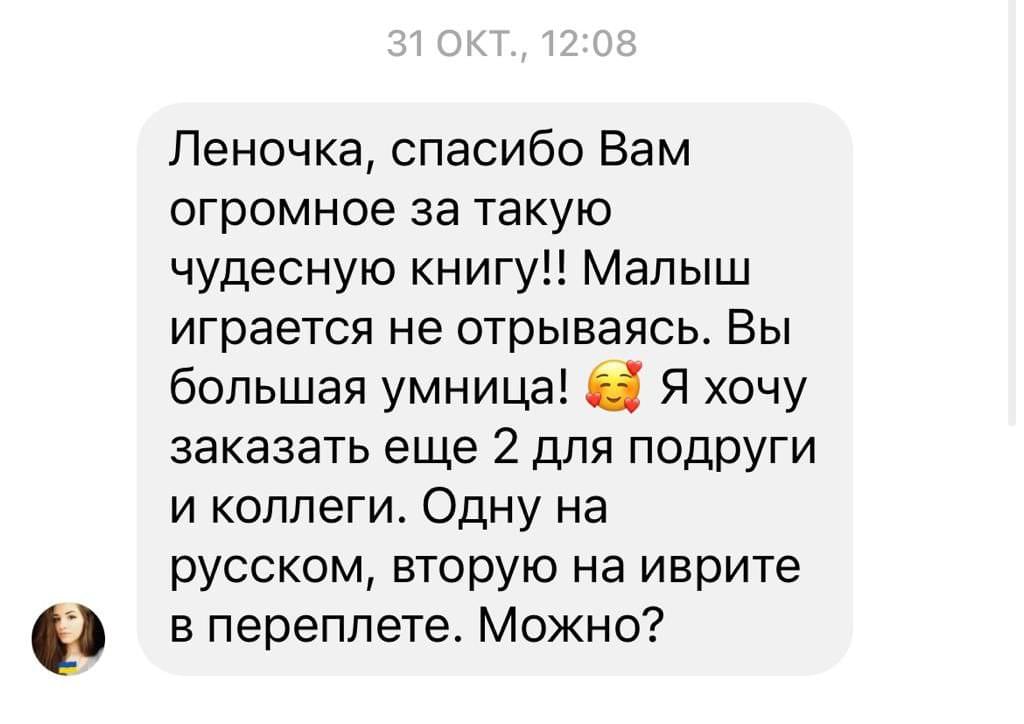 31 ОКТ., 12:08
Леночка, спасибо Вам
огромное за такую
чудесную книгу!! Малыш
играется не отрываясь. Вы
большая умница! 🥰 Я хочу
заказать еще 2 для подруги
и коллеги. Одну на
русском, вторую на иврите
в переплете. Можно?